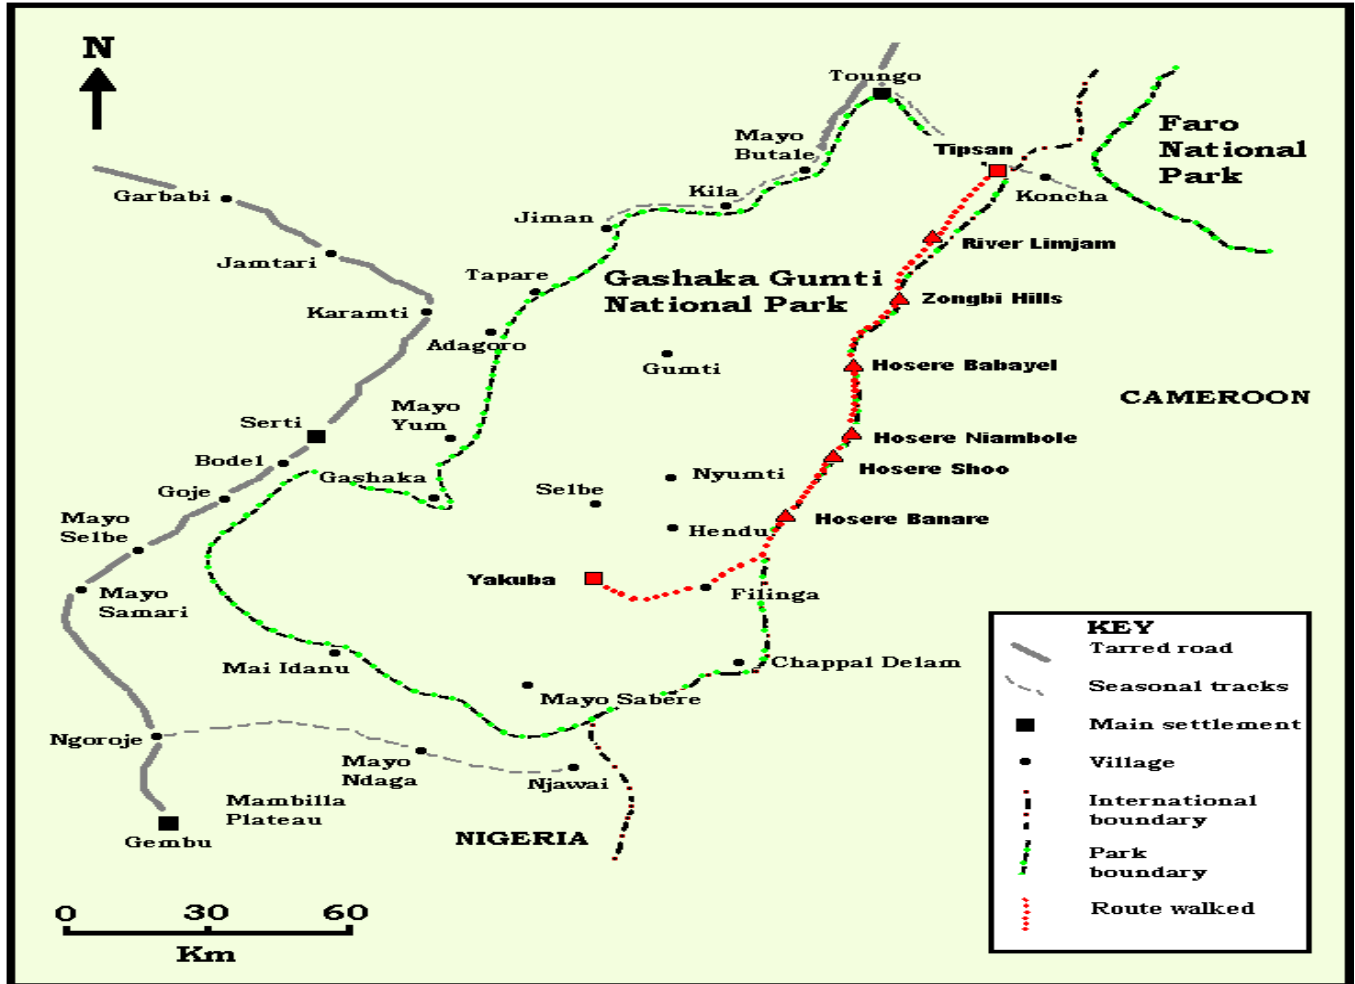 N
Toungo
Faro
National
Park
Mayo
Butale
Tipsan
Garbabi
Kila
Koncha
Jiman
River Limjam
Jamtari
Tapare
Gashaka Gumti
National Park
Zongbi Hills
Karamti
Adagoro
Gumti
Hosere Babayel
CAMEROON
Mayo
Yum
Serti
Hosere Niambole
Bodel
Hosere Shoo
Gashaka
Nyumti
Goje
Selbe
Hosere Banare
Mayo
Selbe
Hendu
Yakuba
Mayo
Samari
Filinga
Mai Idanu
Chappal Delam
Mayo Sabere
Ngoroje
Mayo
Ndaga
Njawai
Mambilla
Plateau
Gembu
NIGERIA
0 30 60
Km
KEY
Tarred road
Seasonal tracks
Main settlement
Village
International
boundary
Park
boundary
Route walked